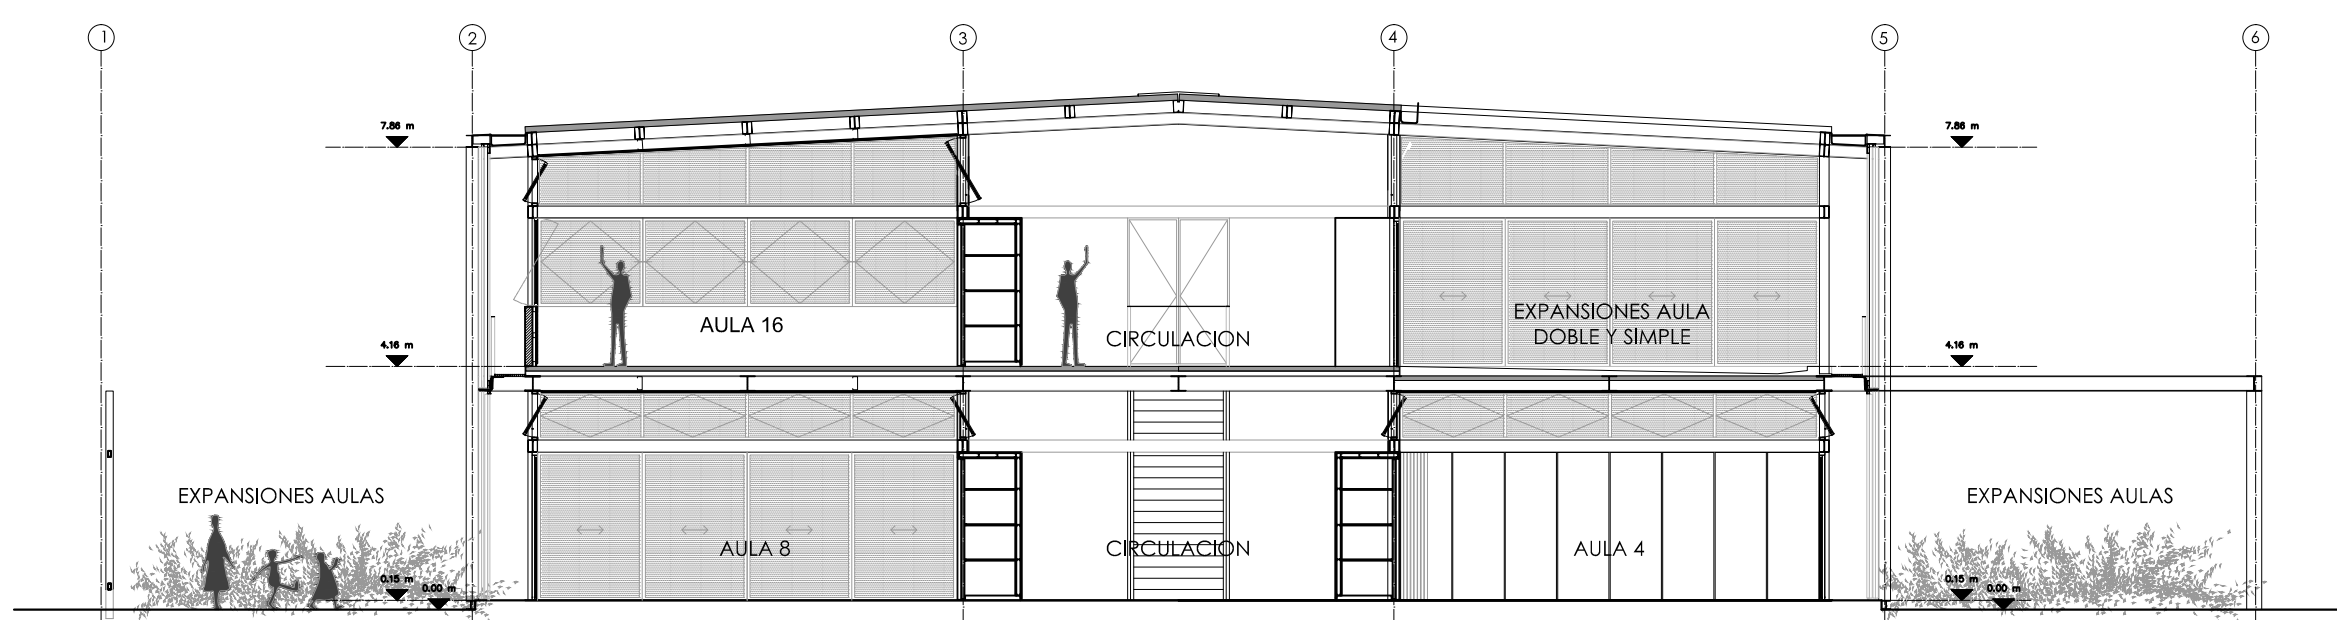 1
2
3
4
5
6
7.86 m
7.86 m
AULA 16
CIRCULACION
EXPANSIONES AULA
DOBLE Y SIMPLE
4.16 m
4.16 m
EXPANSIONES AULAS
AULA 8
CIRCULACION
AULA 4
EXPANSIONES AULAS
0.15 m
0.00 m
0.15 m
0.00 m